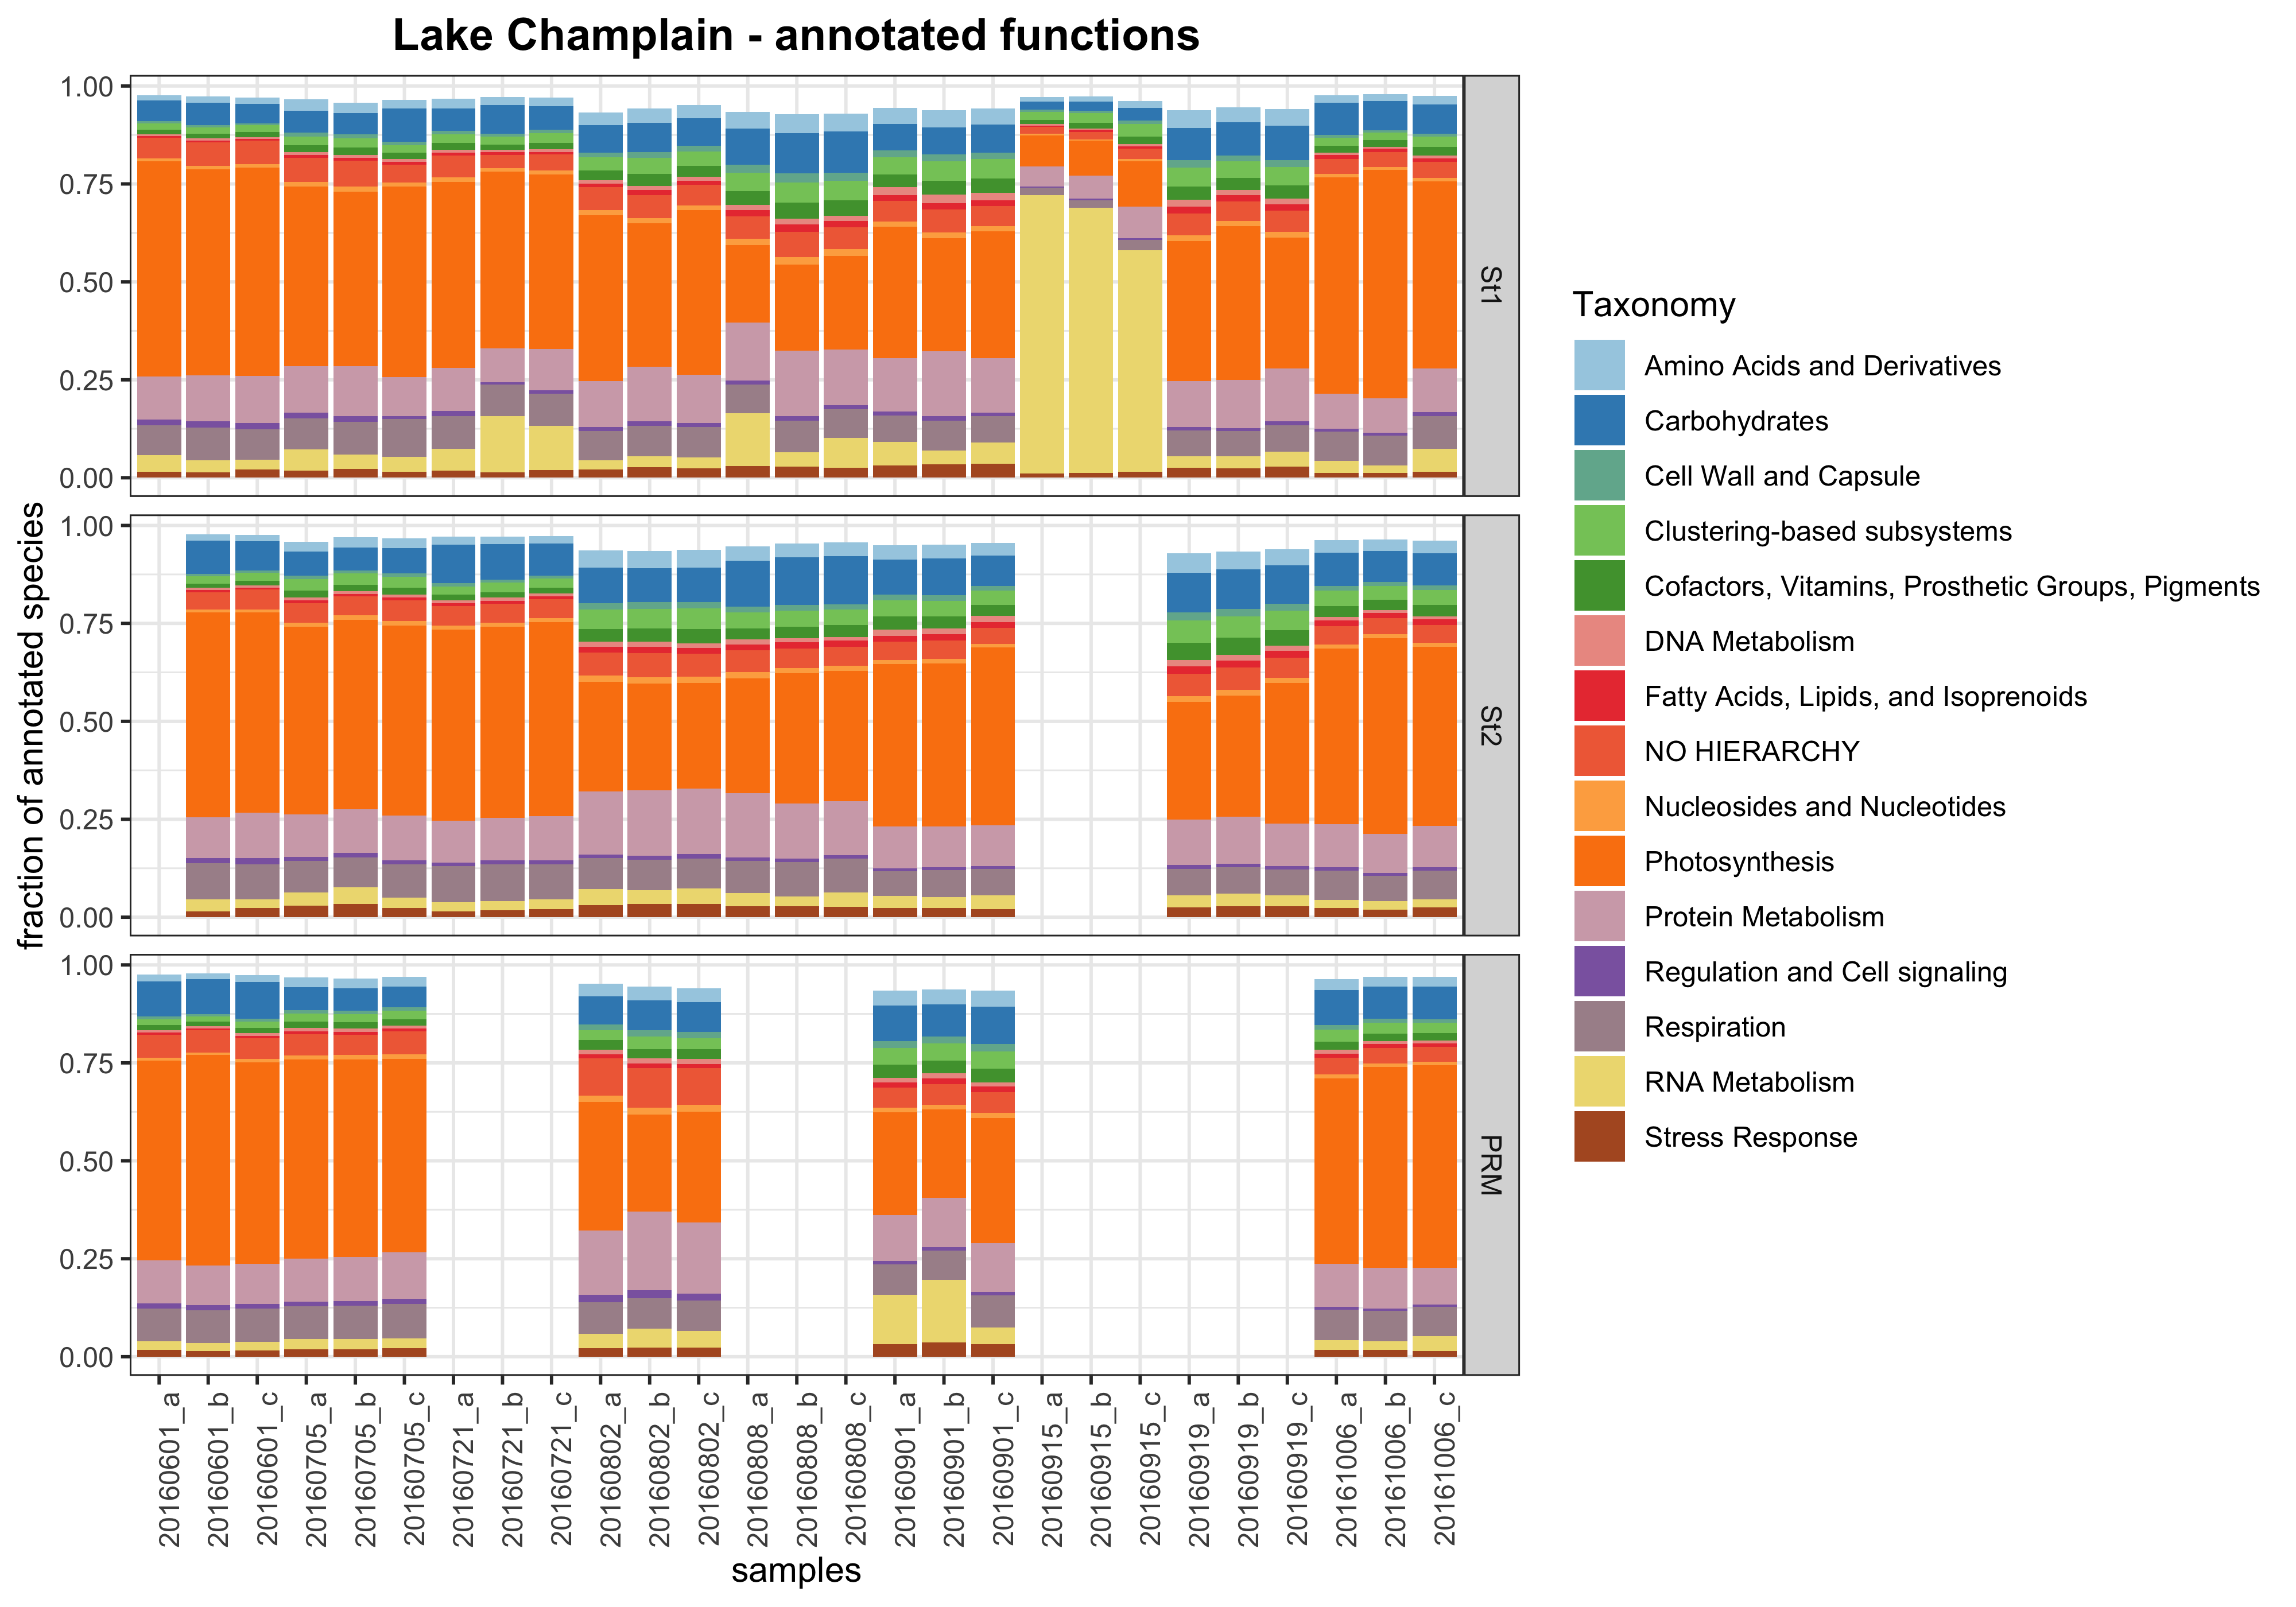 Lake Champlain - annotated functions
fraction of annotated species
1.00
0.75
0.50
0.25
0.00
St1
1.00
0.75
0.50
0.25
0.00
St2
1.00
0.75
0.50
0.25
0.00
PRM
20160601_a
20160601_b
20160601_c
20160705_a
20160705_b
20160705_c
20160721_a
20160721_b
20160721_c
20160802_a
20160802_b
20160802_c
20160808_a
20160808_b
20160808_c
20160901_a
20160901_b
20160901_c
20160915_a
20160915_b
20160915_c
20160919_a
20160919_b
20160919_c
20161006_a
20161006_b
20161006_c
samples
Taxonomy
Amino Acids and Derivatives
Carbohydrates
Cell Wall and Capsule
Clustering-based subsystems
Cofactors, Vitamins, Prosthetic Groups, Pigments
DNA Metabolism
Fatty Acids, Lipids, and Isoprenoids
NO HIERARCHY
Nucleosides and Nucleotides
Photosynthesis
Protein Metabolism
Regulation and Cell signaling
Respiration
RNA Metabolism
Stress Response